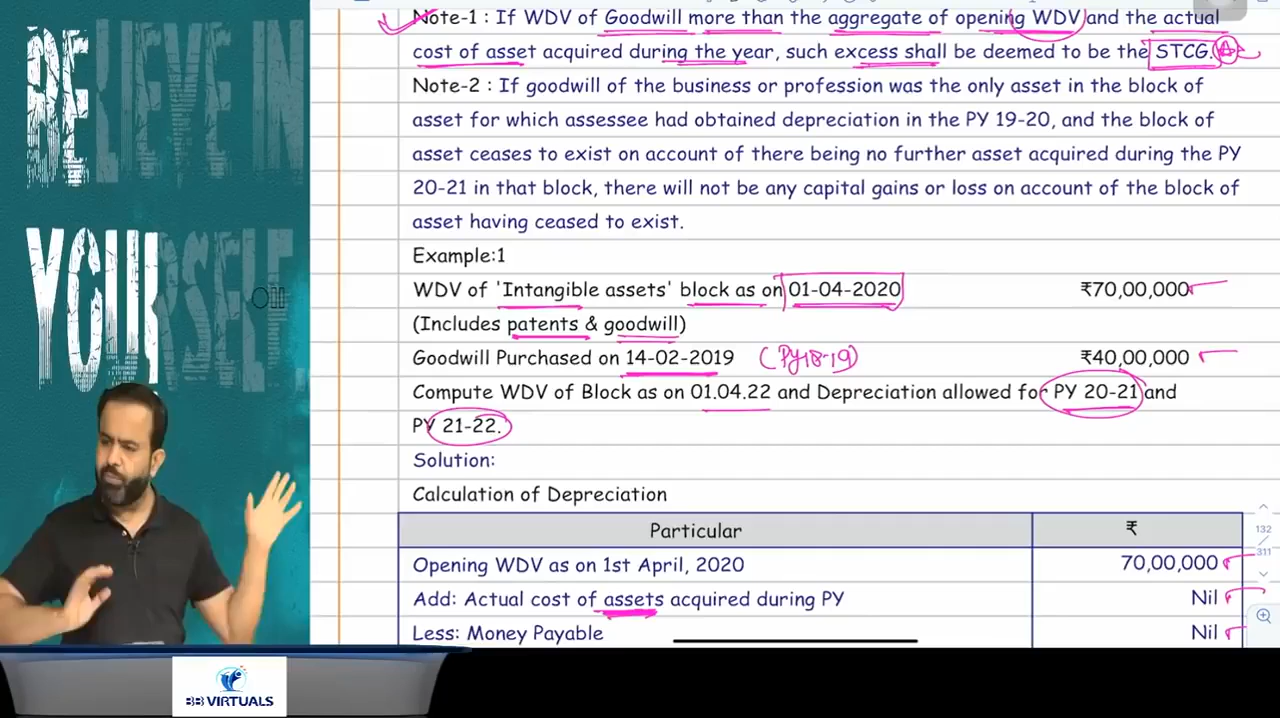 BELIEVE IN
YOURSELF
Note-1 : If WDV of Goodwill more than the aggregate of opening WDV and the actual
cost of asset acquired during the year, such excess shall be deemed to be the STCG.
Note-2 : If goodwill of the business or profession was the only asset in the block of
asset for which assessee had obtained depreciation in the PY 19-20, and the block of
asset ceases to exist on account of there being no further asset acquired during the PY
20-21 in that block, there will not be any capital gains or loss on account of the block of
asset having ceased to exist.
Example:1
WDV of 'Intangible assets' block as on 01-04-2020 ₹70,00,000
(Includes patents & goodwill)
Goodwill Purchased on 14-02-2019 (PY18-19) ₹40,00,000
Compute WDV of Block as on 01.04.22 and Depreciation allowed for PY 20-21 and
PY 21-22.
Solution:
Calculation of Depreciation
Particular ₹
Opening WDV as on 1st April, 2020 70,00,000
Add: Actual cost of assets acquired during PY Nil
Less: Money Payable Nil
132
/
311
BB VIRTUALS